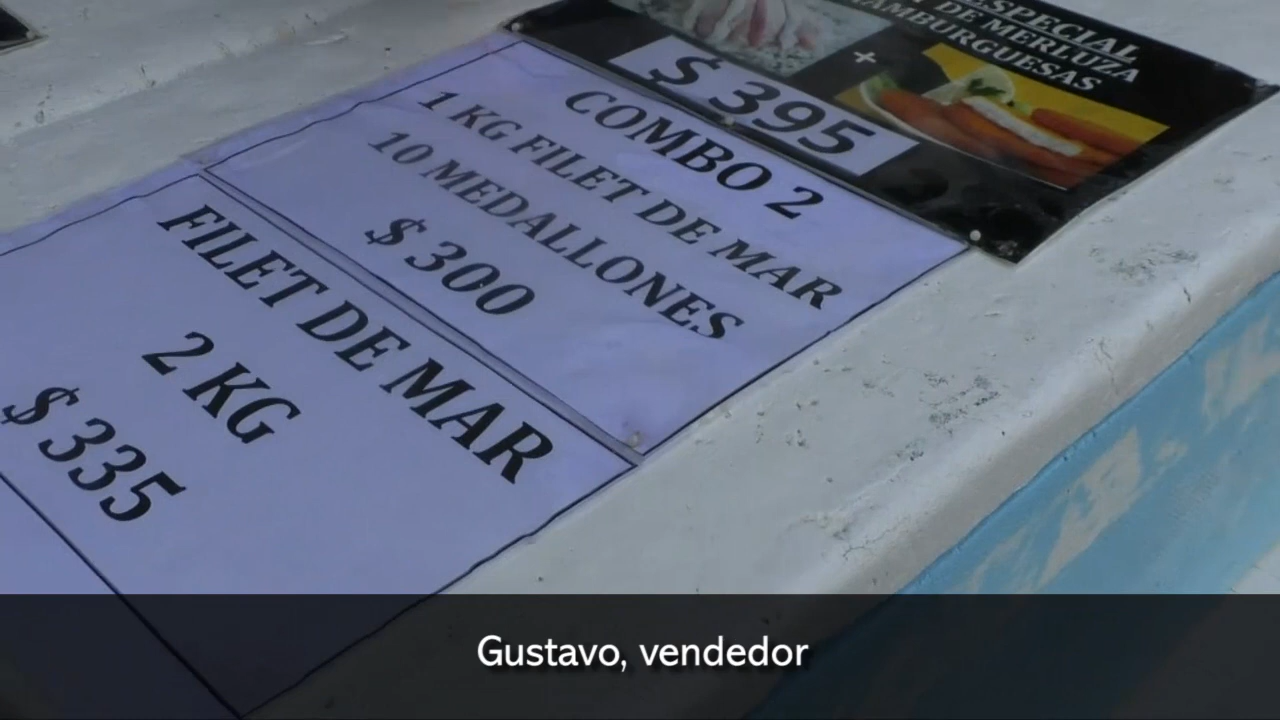 ESPECIAL
DE MERLUZA
HAMBURGUESAS
+
$ 395
COMBO 2
1 KG FILET DE MAR
10 MEDALLONES
$ 300
FILET DE MAR
2 KG
$ 335
Gustavo, vendedor